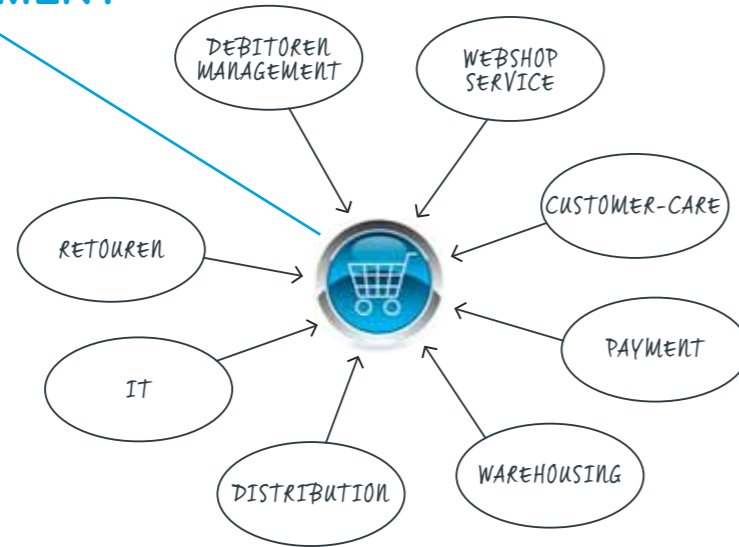 DEBITOREN
MANAGEMENT
WEBSHOP
SERVICE
CUSTOMER-CARE
RETOUREN
PAYMENT
IT
WAREHOUSING
DISTRIBUTION